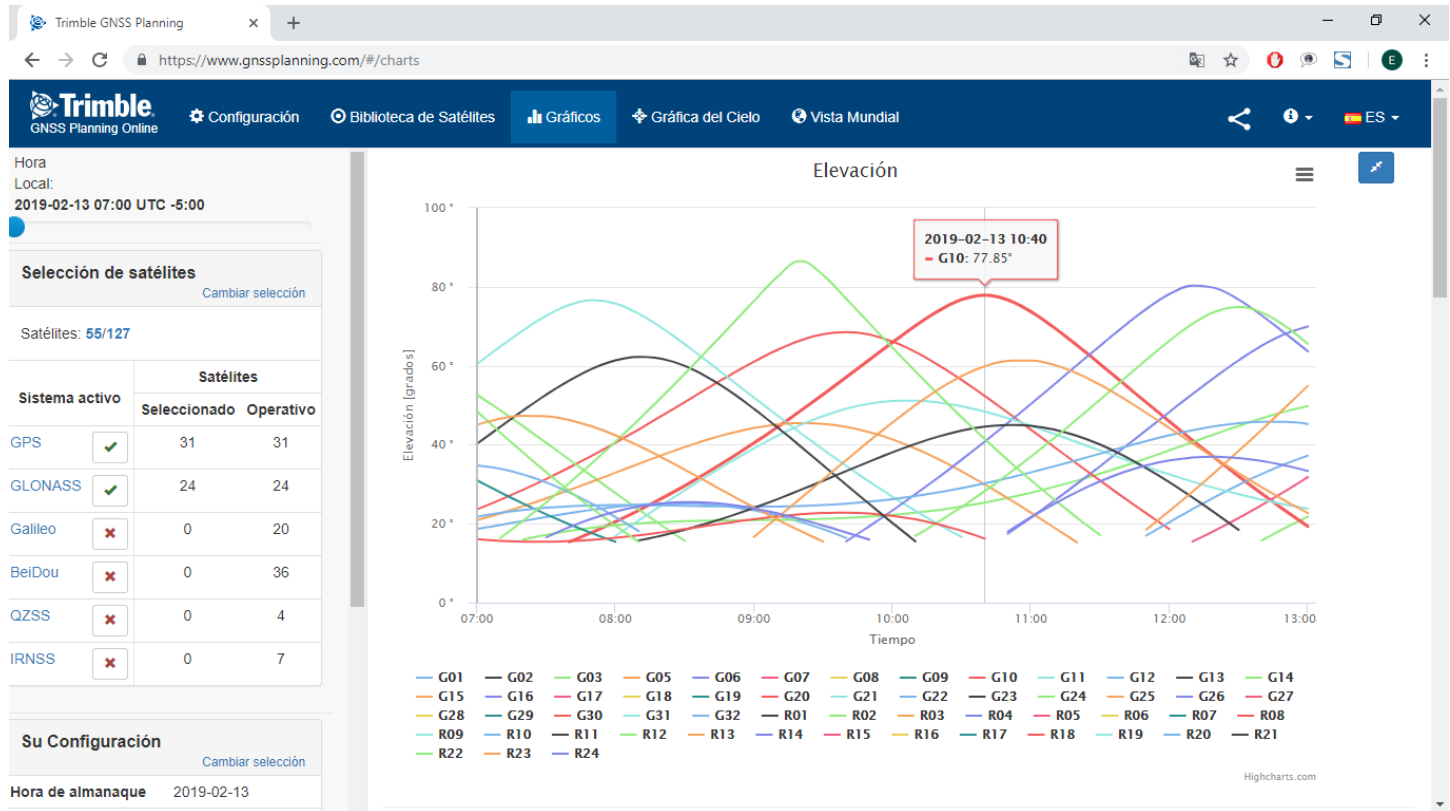 Trimble GNSS Planning
https://www.gnssplanning.com/#/charts
E
Trimble.
GNSS Planning Online
Configuración
Biblioteca de Satélites
Gráficos
Gráfica del Cielo
Vista Mundial
ES
Hora
Local:
2019-02-13 07:00 UTC -5:00
Selección de satélites
Cambiar selección
Satélites: 55/127
Satélites
Sistema activo
Seleccionado Operativo
GPS 31 31
GLONASS 24 24
Galileo 0 20
BeiDou 0 36
QZSS 0 4
IRNSS 0 7
Su Configuración
Cambiar selección
Hora de almanaque 2019-02-13
Elevación
2019-02-13 10:40
G10: 77.85°
Elevación [grados]
100 °
80 °
60 °
40 °
20 °
0 °
07:00 08:00 09:00 10:00 11:00 12:00 13:00
Tiempo
G01 G02 G03 G05 G06 G07 G08 G09 G10 G11 G12 G13 G14
G15 G16 G17 G18 G19 G20 G21 G22 G23 G24 G25 G26 G27
G28 G29 G30 G31 G32 R01 R02 R03 R04 R05 R06 R07 R08
R09 R10 R11 R12 R13 R14 R15 R16 R17 R18 R19 R20 R21
R22 R23 R24
Highcharts.com